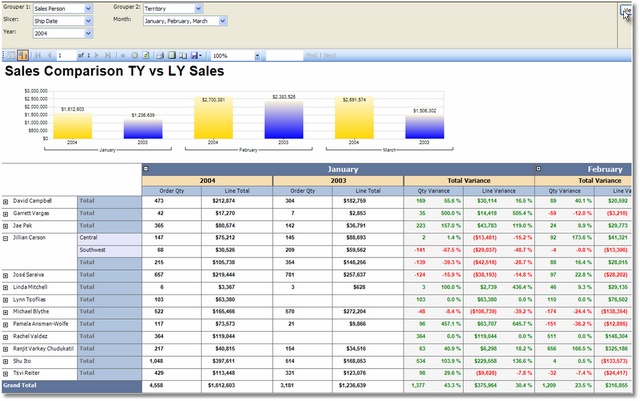 Grouper 1: Sales Person Grouper 2: Territory
Slicer: Ship Date Month: January, February, March
Year: 2004
1 of 1 100% Find | Next
Sales Comparison TY vs LY Sales
$3,000,000
$2,500,000
$2,000,000
$1,500,000
$1,000,000
$500,000
$0
$1,612,603 $1,236,639 $2,700,381 $2,383,526 $2,691,574 $1,506,302
2004 2003 2004 2003 2004 2003
January February March
January February
2004 2003 Total Variance Total Variance
Order Qty Line Total Order Qty Line Total Qty Variance Line Variance Qty Variance Line Va
David Campbell Total 473 $212,874 304 $182,759 169 55.6 % $30,114 16.5 % 89 40.1 % $20,592
Garrett Vargas Total 42 $17,270 7 $2,853 35 500.0 % $14,418 505.4 % -59 -12.0 % ($3,218)
Jae Pak Total 365 $80,574 142 $36,791 223 157.0 % $43,783 119.0 % 24 8.9 % $29,773
Jillian Carson Central 147 $75,212 145 $88,693 2 1.4 % ($13,481) -15.2 % 92 173.6 % $41,321
Southwest 68 $30,526 209 $59,562 -141 -67.5 % ($29,037) -48.7 % -4 -0.8 % ($13,306)
Total 215 $105,738 354 $148,256 -139 -39.3 % ($42,518) -28.7 % 88 16.4 % $28,015
José Saraiva Total 657 $219,444 781 $257,637 -124 -15.9 % ($38,193) -14.8 % 97 22.8 % ($28,202)
Linda Mitchell Total 6 $3,367 3 $628 3 100.0 % $2,739 436.4 % 46 9.3 % $29,135
Lynn Tsoflias Total 103 $63,380 103 0.0 % $63,380 0.0 % 110 0.0 % $76,502
Michael Blythe Total 522 $165,466 570 $272,204 -48 -8.4 % ($106,739) -39.2 % -174 -24.4 % ($138,354)
Pamela Ansman-Wolfe Total 117 $73,573 21 $9,866 96 457.1 % $63,707 645.7 % -151 -36.2 % ($12,895)
Rachel Valdez Total 364 $119,044 364 0.0 % $119,044 0.0 % 511 0.0 % $148,304
Ranjit Varkey Chudukatil Total 217 $40,815 154 $34,516 63 40.9 % $6,298 18.2 % 656 166.5 % $325,186
Shu Ito Total 1,048 $397,611 514 $168,053 534 103.9 % $229,558 136.6 % 4 0.5 % ($133,573)
Tsvi Reiter Total 429 $113,448 331 $123,076 98 29.6 % ($9,628) -7.8 % -32 -7.4 % ($24,417)
Grand Total 4,558 $1,612,603 3,181 $1,236,639 1,377 43.3 % $375,964 30.4 % 1,209 23.5 % $316,855